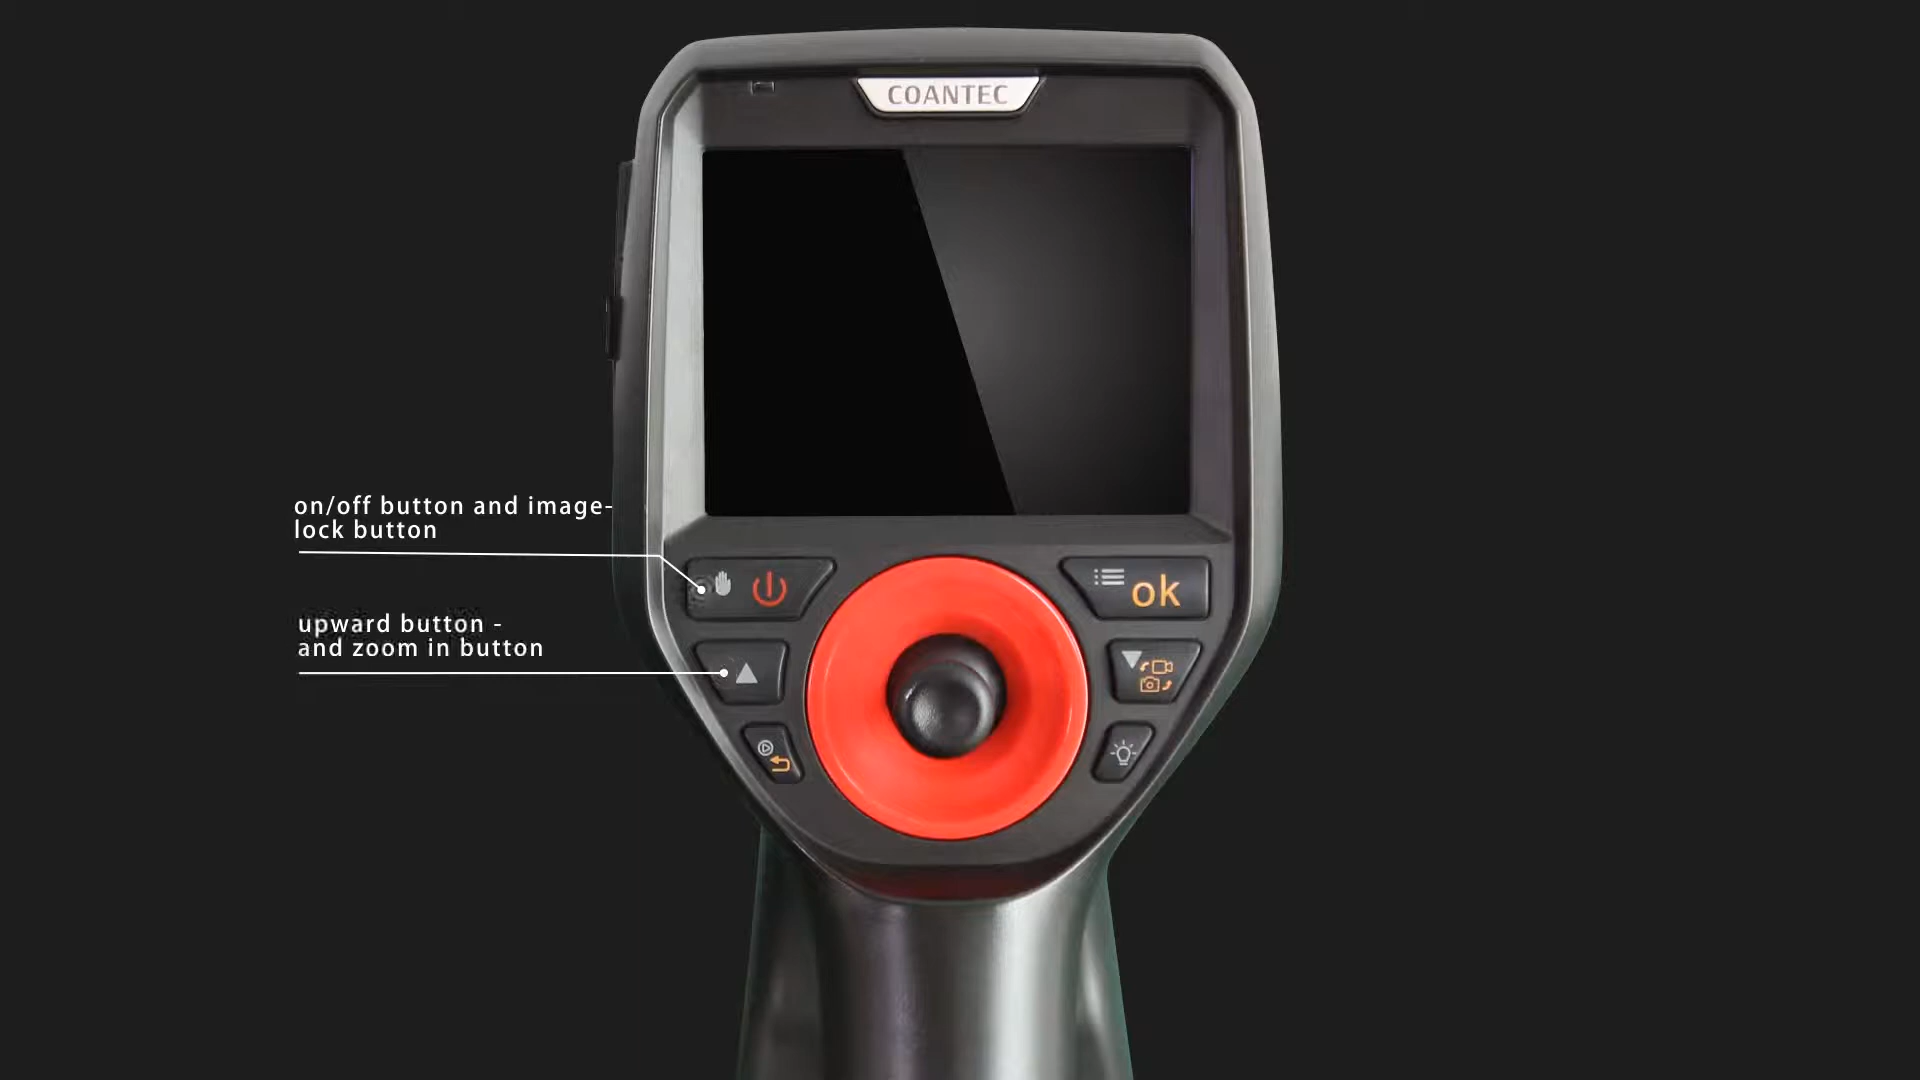 COANTEC
on/off button and image-
lock button
ok
upward button -
and zoom in button